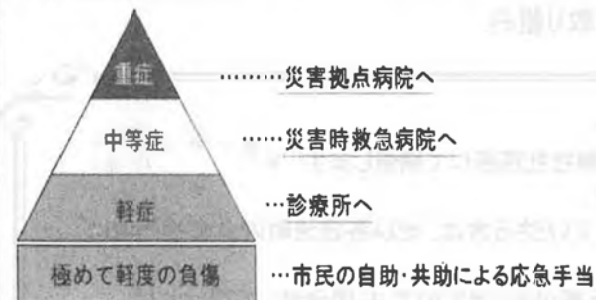 重症 ………災害拠点病院へ
中等症 ……災害時救急病院へ
軽症 …診療所へ
極めて軽度の負傷 …市民の自助・共助による応急手当